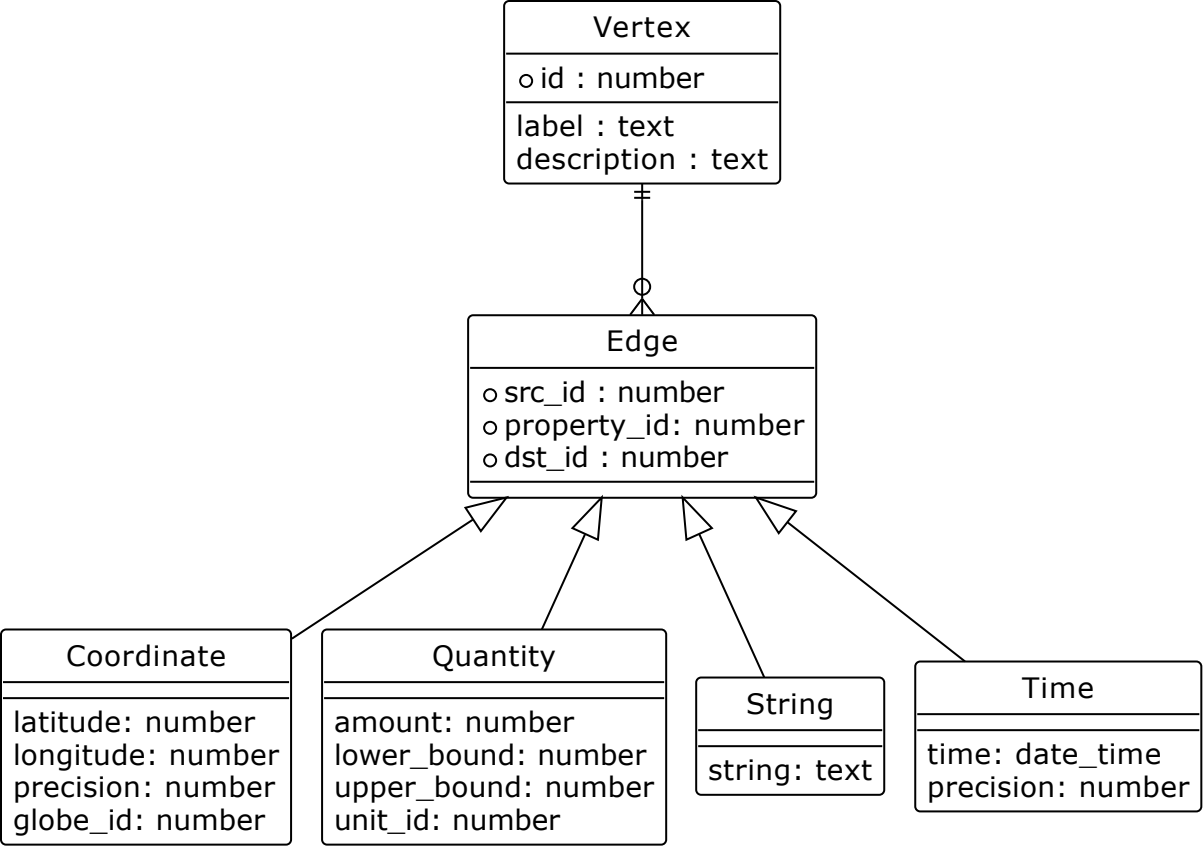 Vertex
id : number
label : text
description : text
Edge
src_id : number
property_id: number
dst_id : number
Coordinate
latitude: number
longitude: number
precision: number
globe_id: number
Quantity
amount: number
lower_bound: number
upper_bound: number
unit_id: number
String
string: text
Time
time: date_time
precision: number